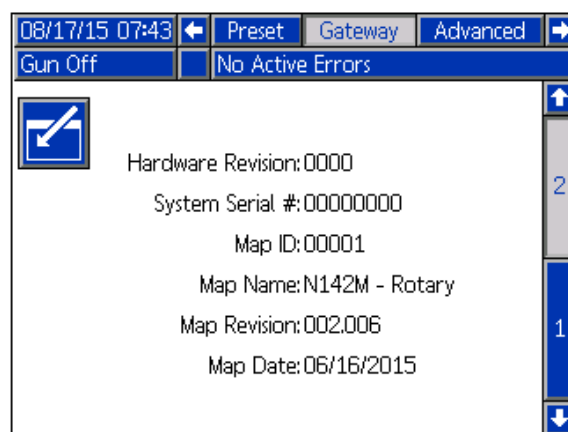 08/17/15 07:43 Preset Gateway Advanced
Gun Off No Active Errors
Hardware Revision: 0000
System Serial #: 00000000
2
Map ID: 00001
Map Name: N142M - Rotary
Map Revision: 002.006
1
Map Date: 06/16/2015